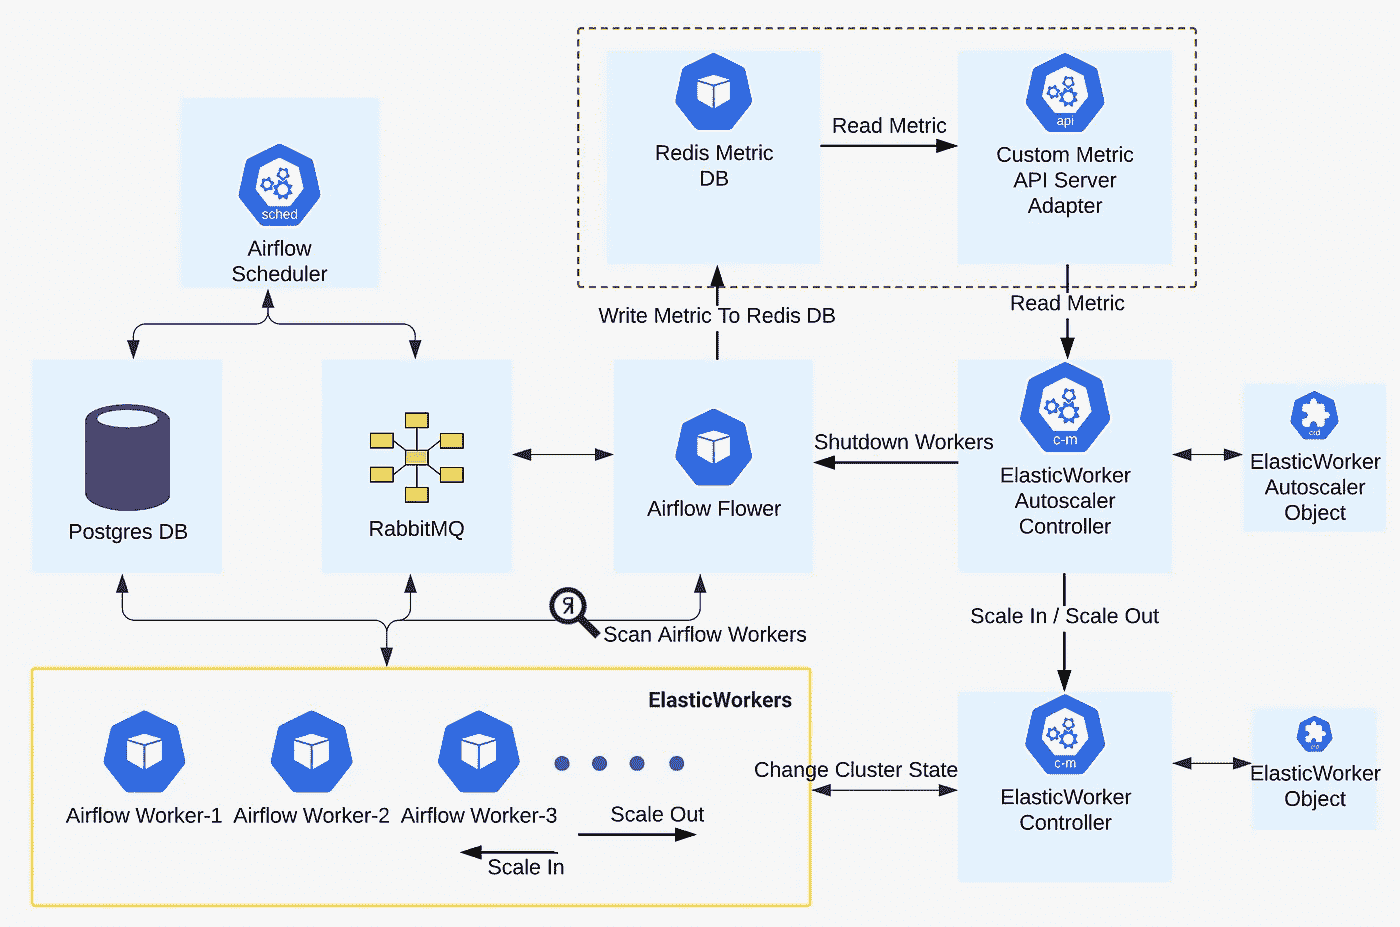 api
Read Metric
Redis Metric
DB
Custom Metric
API Server
Adapter
sched
Airflow
Scheduler
Read Metric
Write Metric To Redis DB
Postgres DB
RabbitMQ
Airflow Flower
Shutdown Workers
c-m
ElasticWorker
Autoscaler
Controller
crd
ElasticWorker
Autoscaler
Object
Scan Airflow Workers
Scale In / Scale Out
ElasticWorkers
Airflow Worker-1
Airflow Worker-2
Airflow Worker-3
Scale Out
Scale In
Change Cluster State
c-m
ElasticWorker
Controller
crd
ElasticWorker
Object